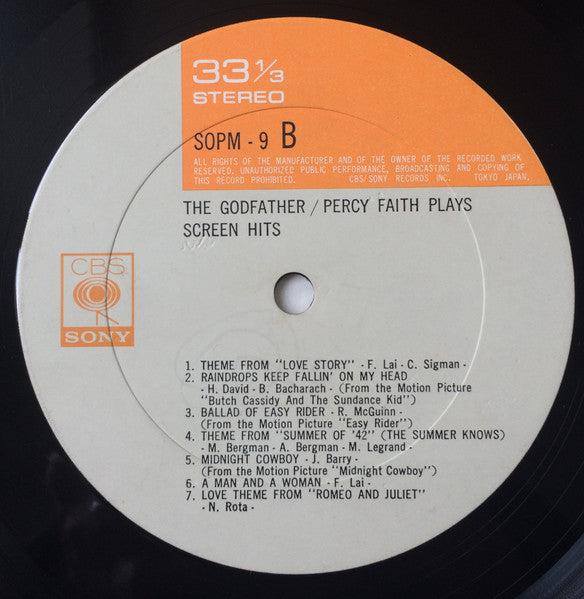 33 1/3
STEREO
SOPM - 9 B
ALL RIGHTS OF THE MANUFACTURER AND OF THE OWNER OF THE RECORDED WORK
RESERVED. UNAUTHORIZED PUBLIC PERFORMANCE, BROADCASTING AND COPYING OF
THIS RECORD PROHIBITED. CBS/SONY RECORDS INC. TOKYO JAPAN.
THE GODFATHER / PERCY FAITH PLAYS
SCREEN HITS
CBS
SONY
1. THEME FROM "LOVE STORY" - F. Lai - C. Sigman -
2. RAINDROPS KEEP FALLIN' ON MY HEAD
- H. David - B. Bacharach - (From the Motion Picture
"Butch Cassidy And The Sundance Kid")
3. BALLAD OF EASY RIDER - R. McGuinn -
(From the Motion Picture "Easy Rider")
4. THEME FROM "SUMMER OF '42" (THE SUMMER KNOWS)
- M. Bergman - A. Bergman - M. Legrand -
5. MIDNIGHT COWBOY - J. Barry -
(From the Motion Picture "Midnight Cowboy")
6. A MAN AND A WOMAN - F. Lai -
7. LOVE THEME FROM "ROMEO AND JULIET"
- N. Rota -